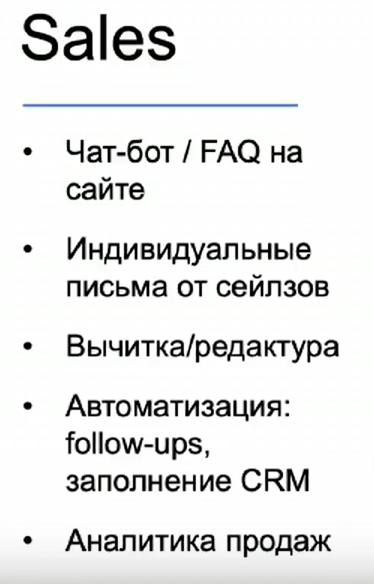 Sales
• Чат-бот / FAQ на
сайте
• Индивидуальные
письма от сейлзов
• Вычитка/редактура
• Автоматизация:
follow-ups,
заполнение CRM
• Аналитика продаж